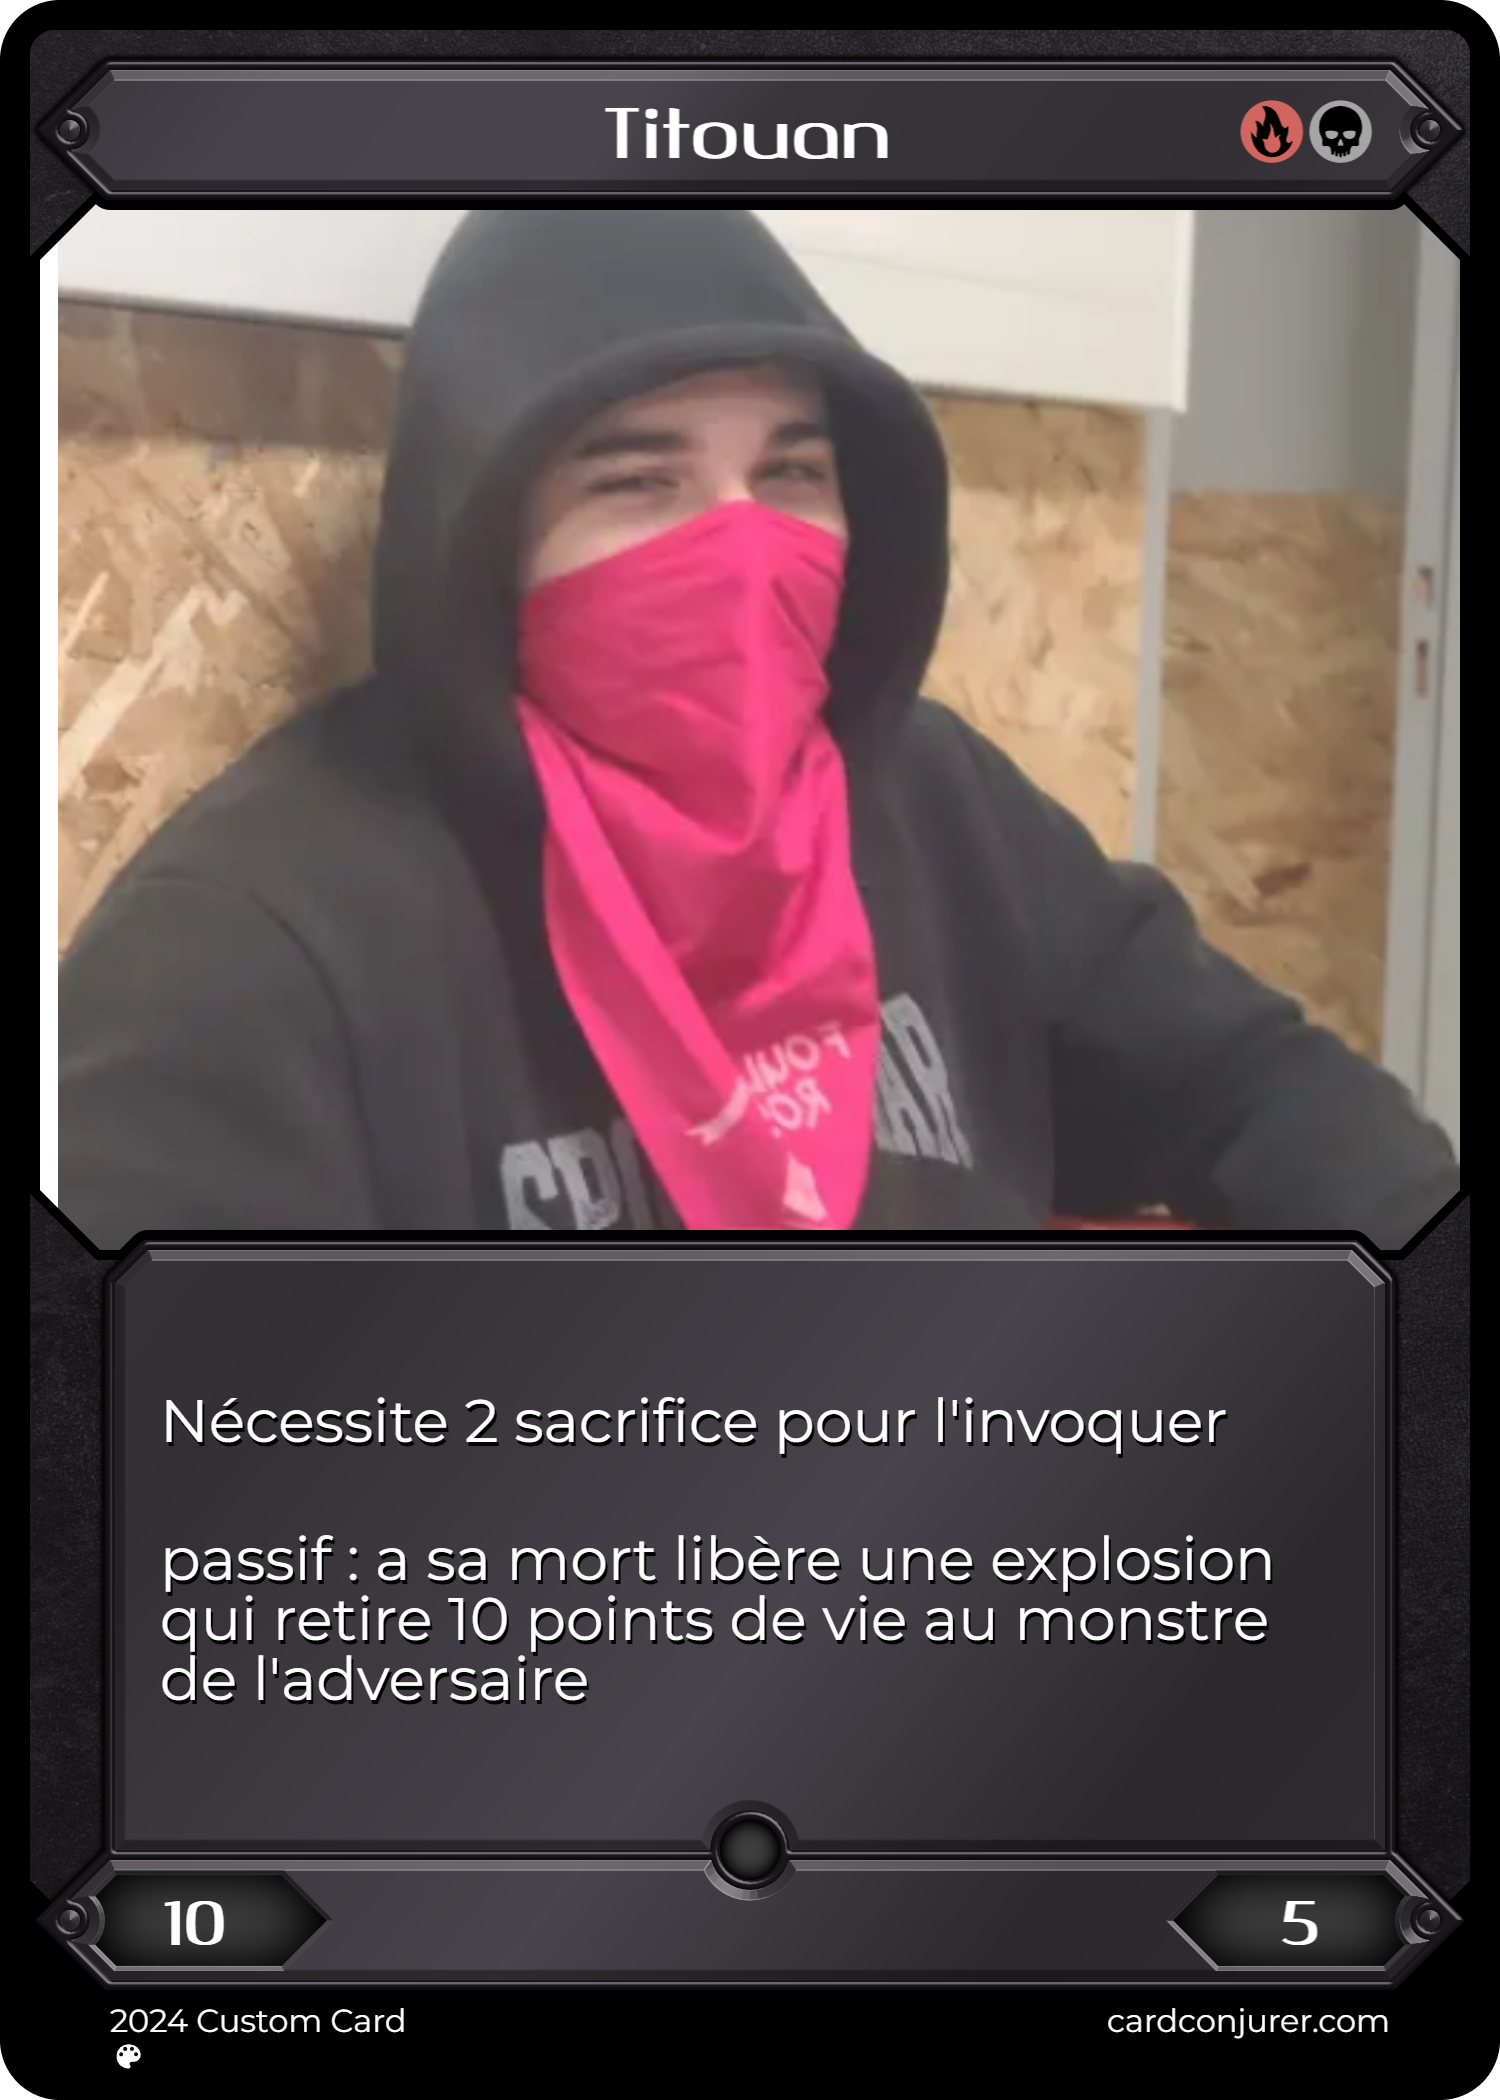 Titouan
Nécessite 2 sacrifice pour l'invoquer
passif : a sa mort libère une explosion
qui retire 10 points de vie au monstre
de l'adversaire
10
5
2024 Custom Card
cardconjurer.com